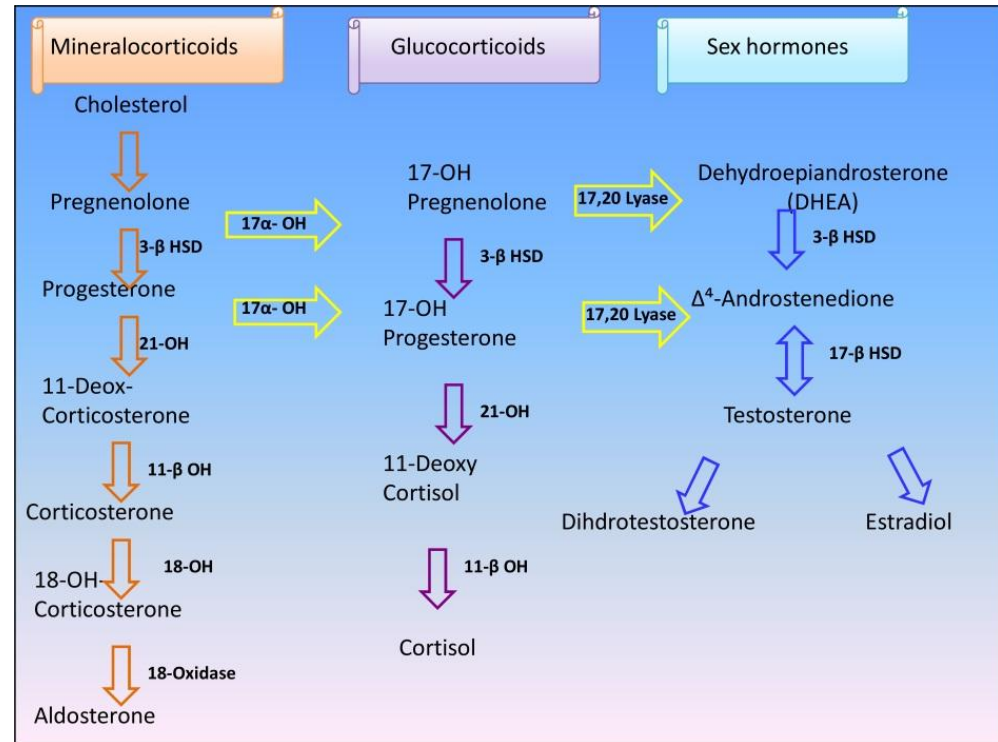 Mineralocorticoids
Glucocorticoids
Sex hormones
Cholesterol
Pregnenolone
17α- OH
17-OH
Pregnenolone
17,20 Lyase
Dehydroepiandrosterone
(DHEA)
3-β HSD
3-β HSD
3-β HSD
Progesterone
17α- OH
17-OH
Progesterone
17,20 Lyase
Δ⁴-Androstenedione
21-OH
17-β HSD
11-Deox-
Corticosterone
21-OH
Testosterone
11-β OH
11-Deoxy
Cortisol
Corticosterone
Dihdrotestosterone
Estradiol
18-OH
11-β OH
18-OH-
Corticosterone
Cortisol
18-Oxidase
Aldosterone